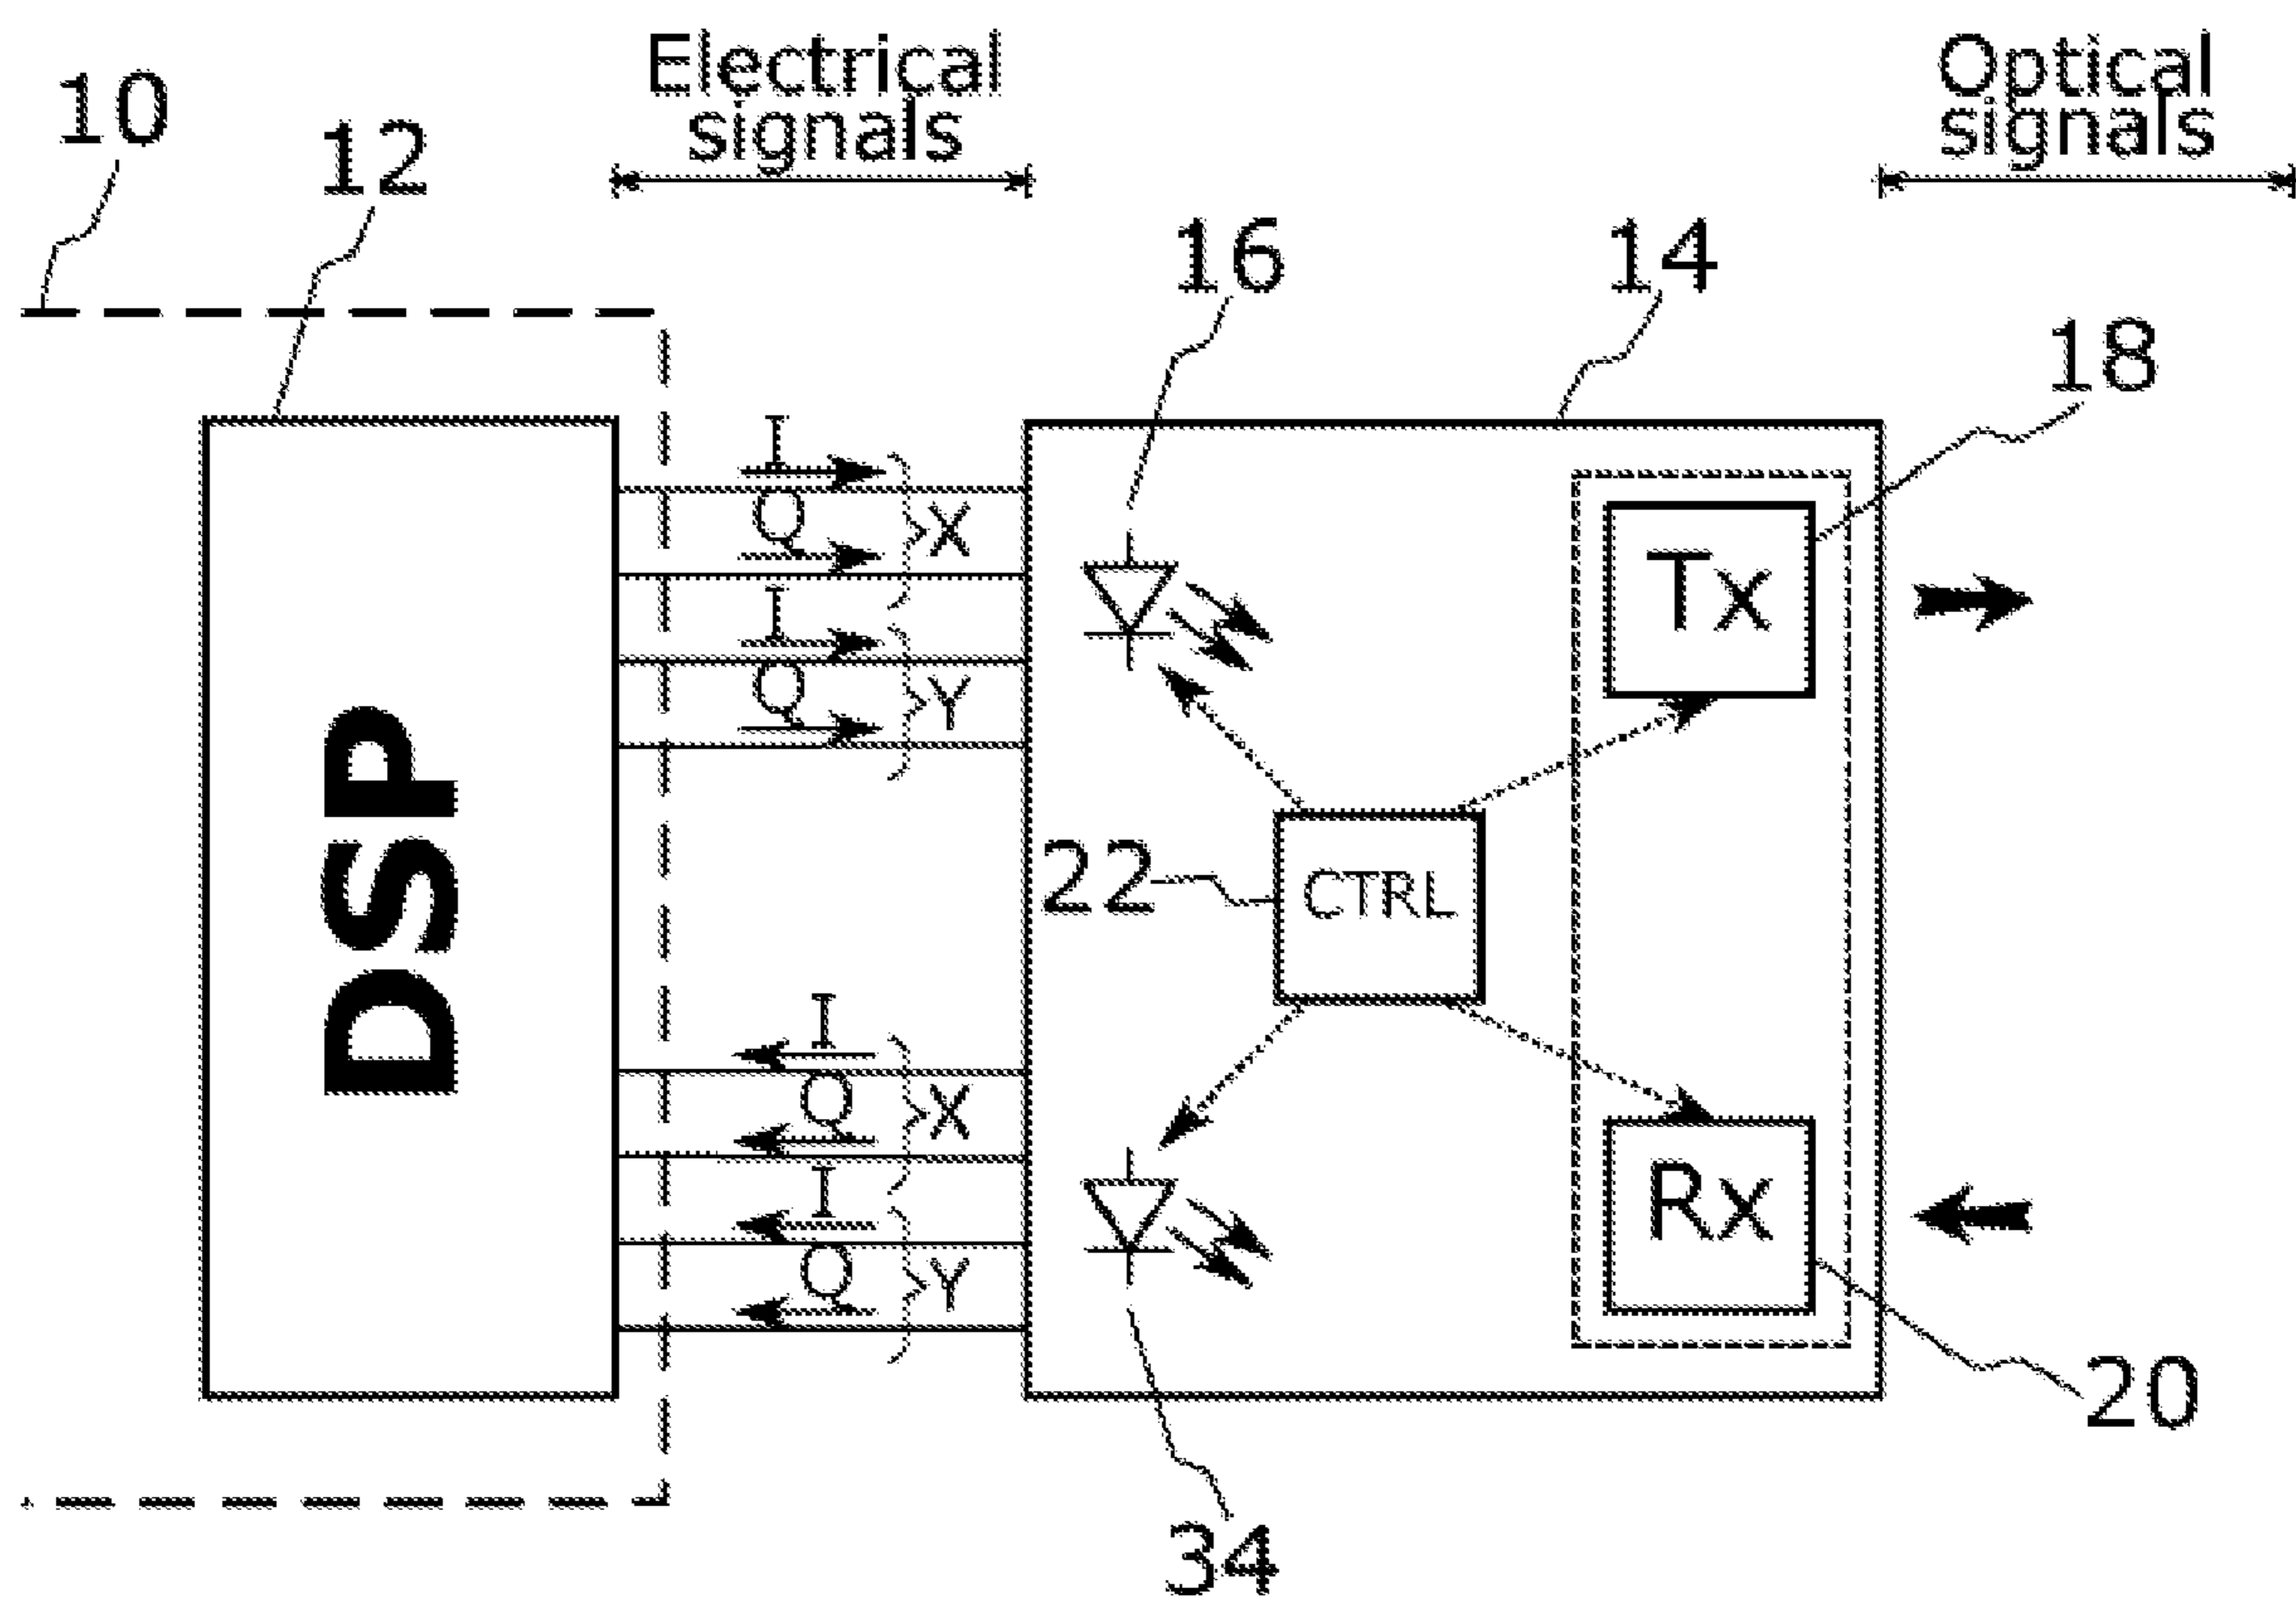 Electrical
signals
Optical
signals
10
12
16
14
18
I
Q
X
I
Q
Y
Tx
DSP
22
CTRL
I
Q
X
I
Q
Y
Rx
20
34